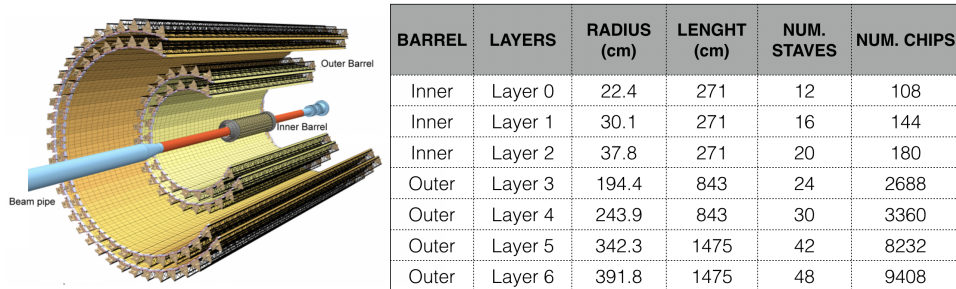 Outer Barrel
Inner Barrel
Beam pipe
BARREL LAYERS RADIUS (cm) LENGHT (cm) NUM. STAVES NUM. CHIPS
Inner Layer 0 22.4 271 12 108
Inner Layer 1 30.1 271 16 144
Inner Layer 2 37.8 271 20 180
Outer Layer 3 194.4 843 24 2688
Outer Layer 4 243.9 843 30 3360
Outer Layer 5 342.3 1475 42 8232
Outer Layer 6 391.8 1475 48 9408